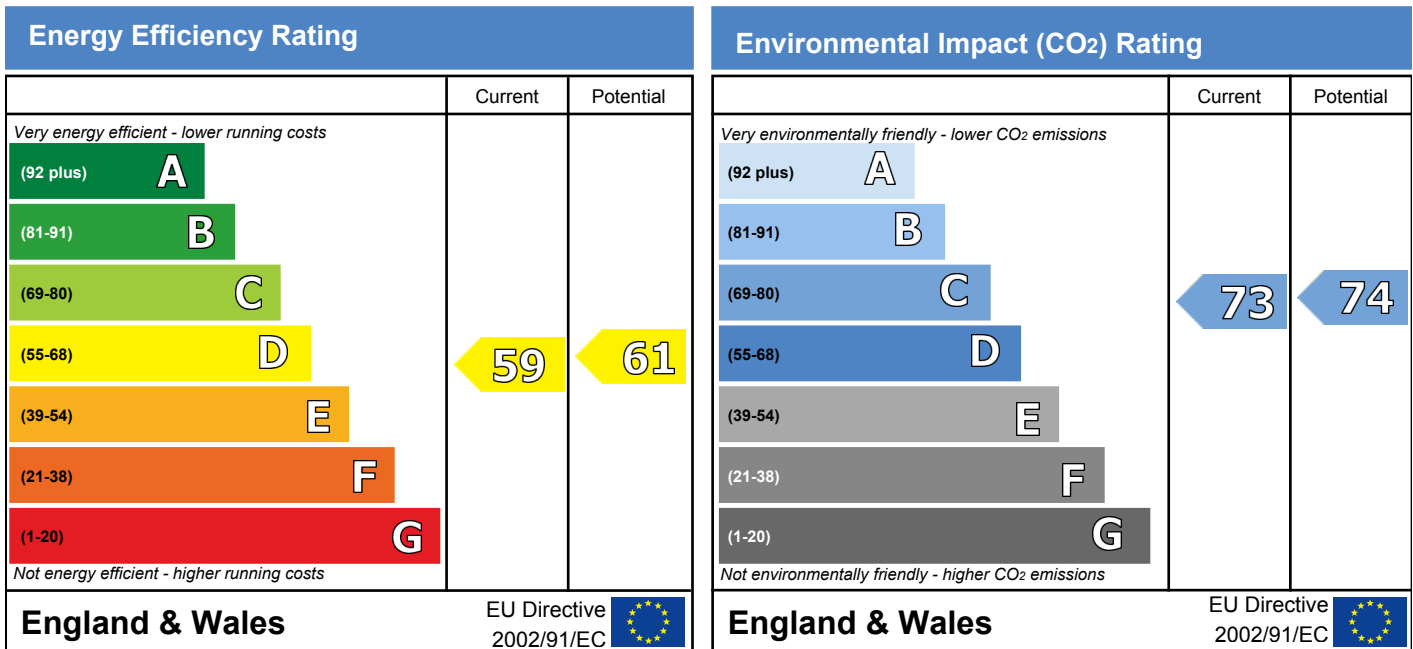 Energy Efficiency Rating
Current Potential
Very energy efficient - lower running costs
(92 plus) A
(81-91) B
(69-80) C
(55-68) D
59 61
(39-54) E
(21-38) F
(1-20) G
Not energy efficient - higher running costs
England & Wales
EU Directive
2002/91/EC
Environmental Impact (CO2) Rating
Current Potential
Very environmentally friendly - lower CO2 emissions
(92 plus) A
(81-91) B
(69-80) C
73 74
(55-68) D
(39-54) E
(21-38) F
(1-20) G
Not environmentally friendly - higher CO2 emissions
England & Wales
EU Directive
2002/91/EC